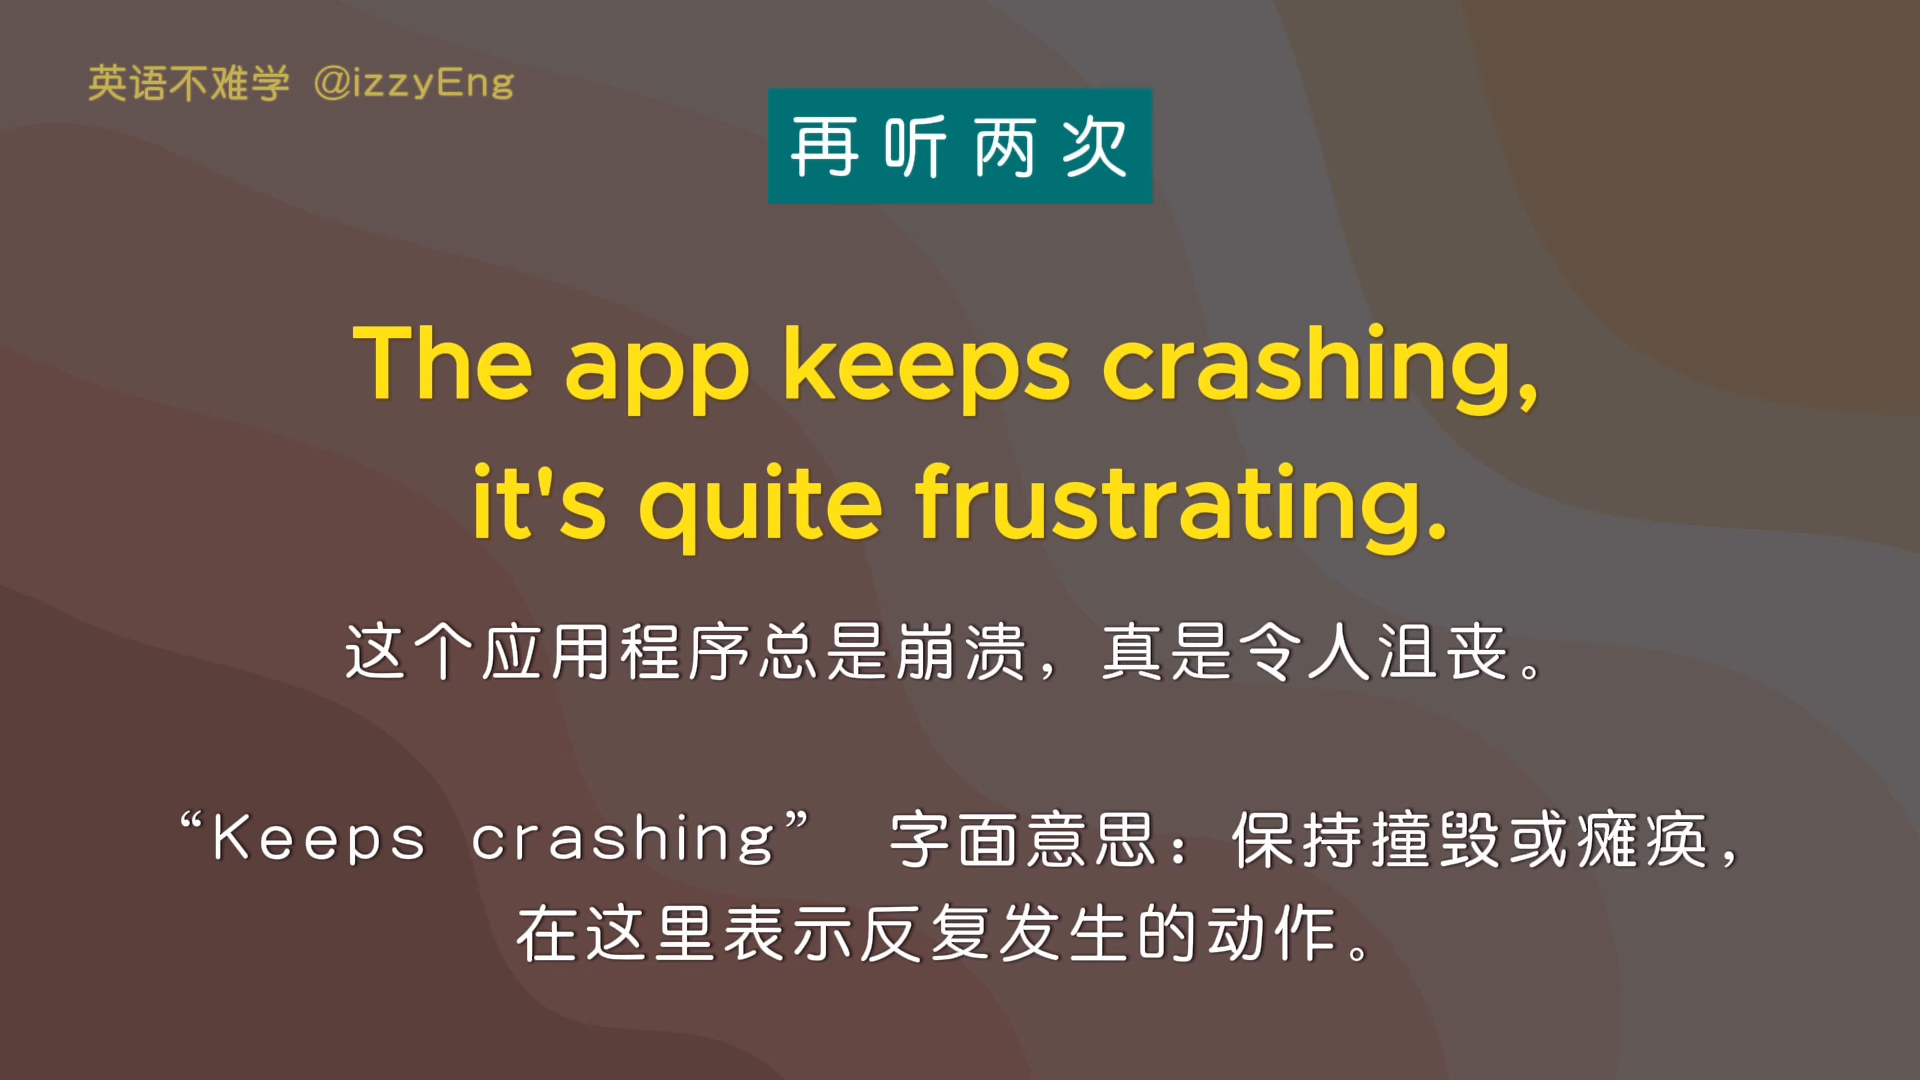 英语不难学 @izzyEng
再听两次
The app keeps crashing,
it's quite frustrating.
这个应用程序总是崩溃，真是令人沮丧。
“Keeps crashing” 字面意思：保持撞毁或瘫痪，
在这里表示反复发生的动作。